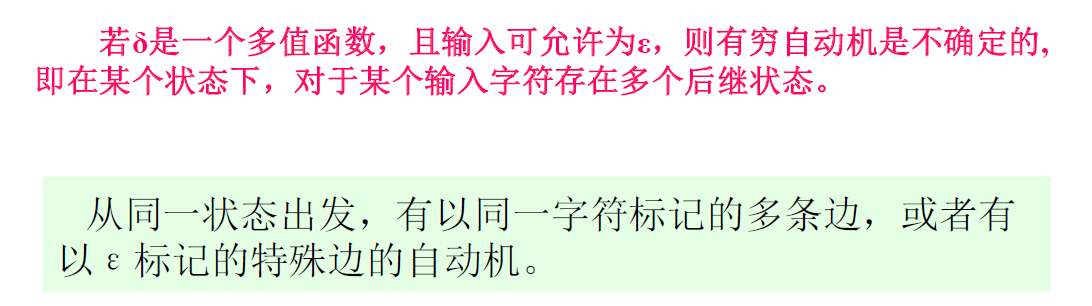 若δ是一个多值函数，且输入可允许为ε，则有穷自动机是不确定的,
即在某个状态下，对于某个输入字符存在多个后继状态。
从同一状态出发，有以同一字符标记的多条边，或者有
以 ε 标记的特殊边的自动机。